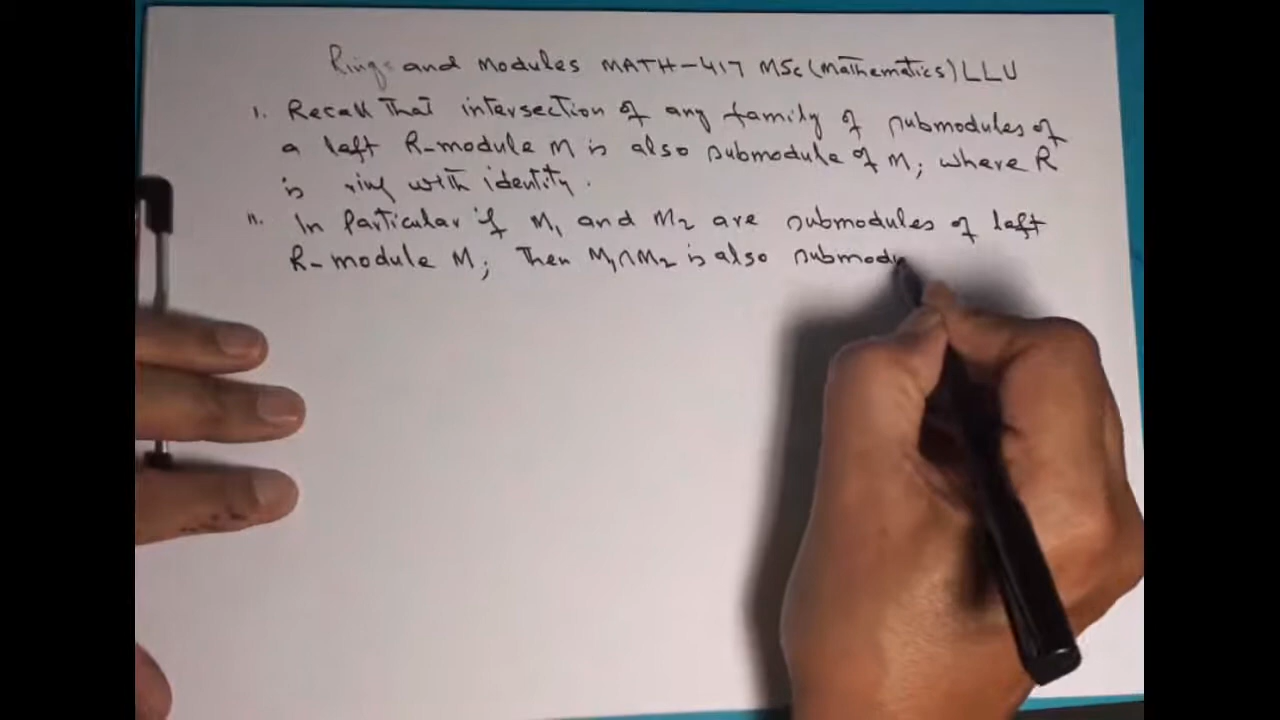 Rings and Modules MATH-417 MSc (Mathematics) LLU
i. Recall that intersection of any family of submodules of
a left R-module M is also submodule of M; where R
is ring with identity.
ii. In Particular if M₁ and M₂ are submodules of left
R-module M; Then M₁∩M₂ is also submodu